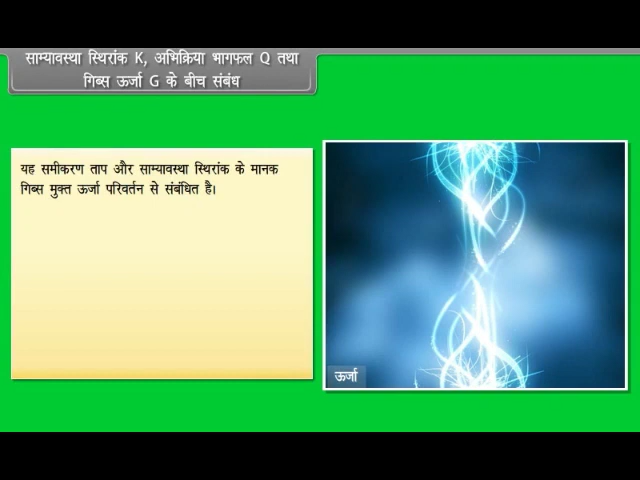 साम्यावस्था स्थिरांक K, अभिक्रिया भागफल Q तथा
गिब्स ऊर्जा G के बीच संबंध
यह समीकरण ताप और साम्यावस्था स्थिरांक के मानक
गिब्स मुक्त ऊर्जा परिवर्तन से संबंधित है।
ऊर्जा